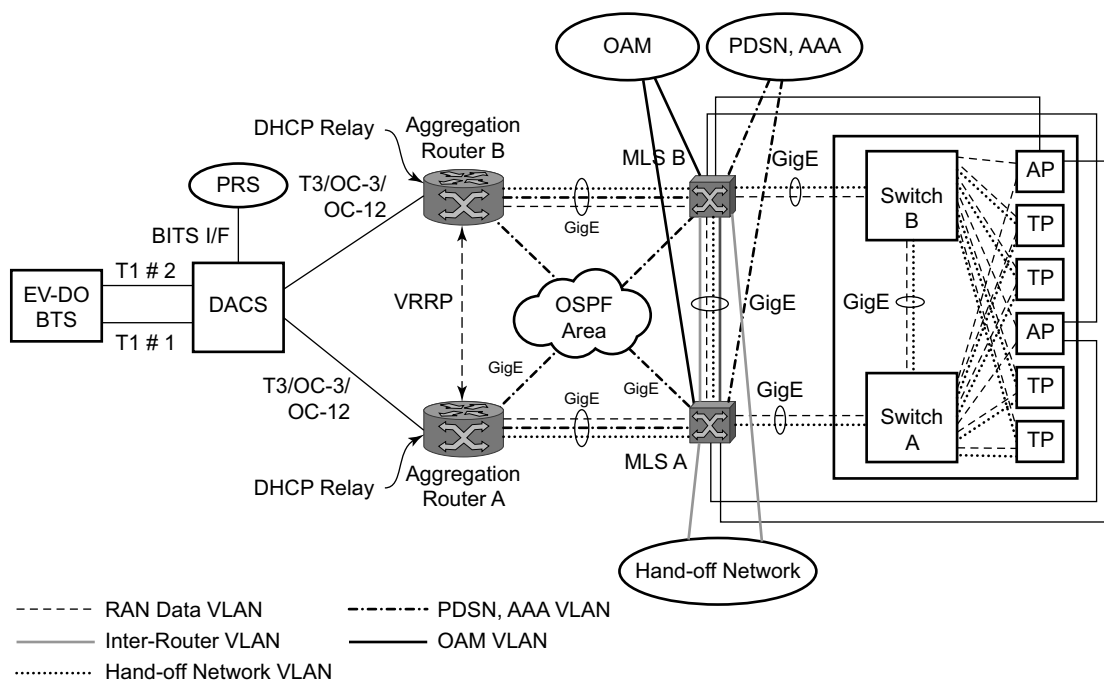 OAM
PDSN, AAA
DHCP Relay
Aggregation
Router B
MLS B
GigE
AP
PRS
T3/OC-3/
OC-12
Switch
B
TP
GigE
BITS I/F
T1 # 2
EV-DO
BTS
DACS
VRRP
OSPF
Area
GigE
GigE
TP
AP
T1 # 1
T3/OC-3/
OC-12
GigE
GigE
GigE
GigE
TP
Switch
A
TP
DHCP Relay
Aggregation
Router A
MLS A
Hand-off Network
RAN Data VLAN
PDSN, AAA VLAN
Inter-Router VLAN
OAM VLAN
Hand-off Network VLAN